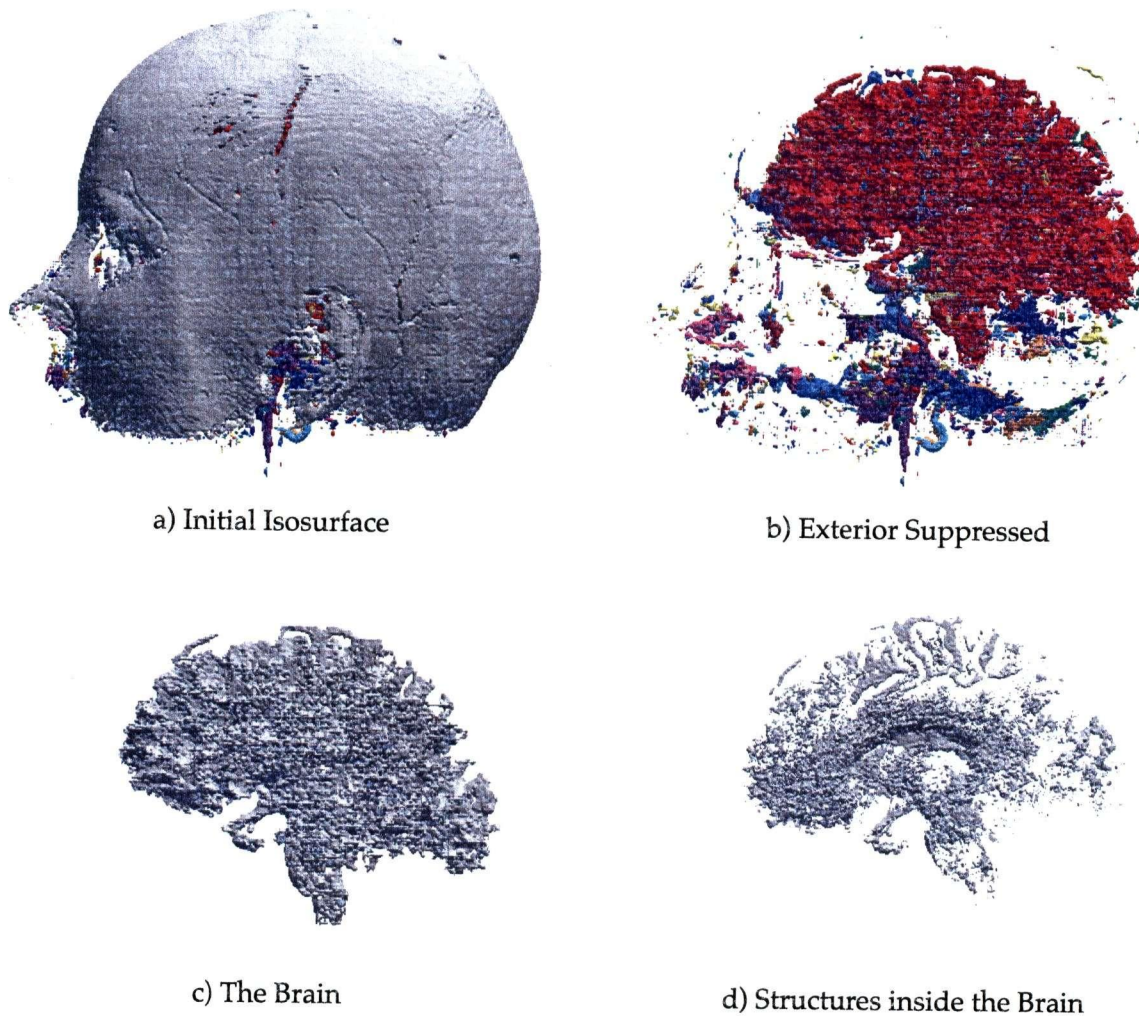 a) Initial Isosurface
b) Exterior Suppressed
c) The Brain
d) Structures inside the Brain